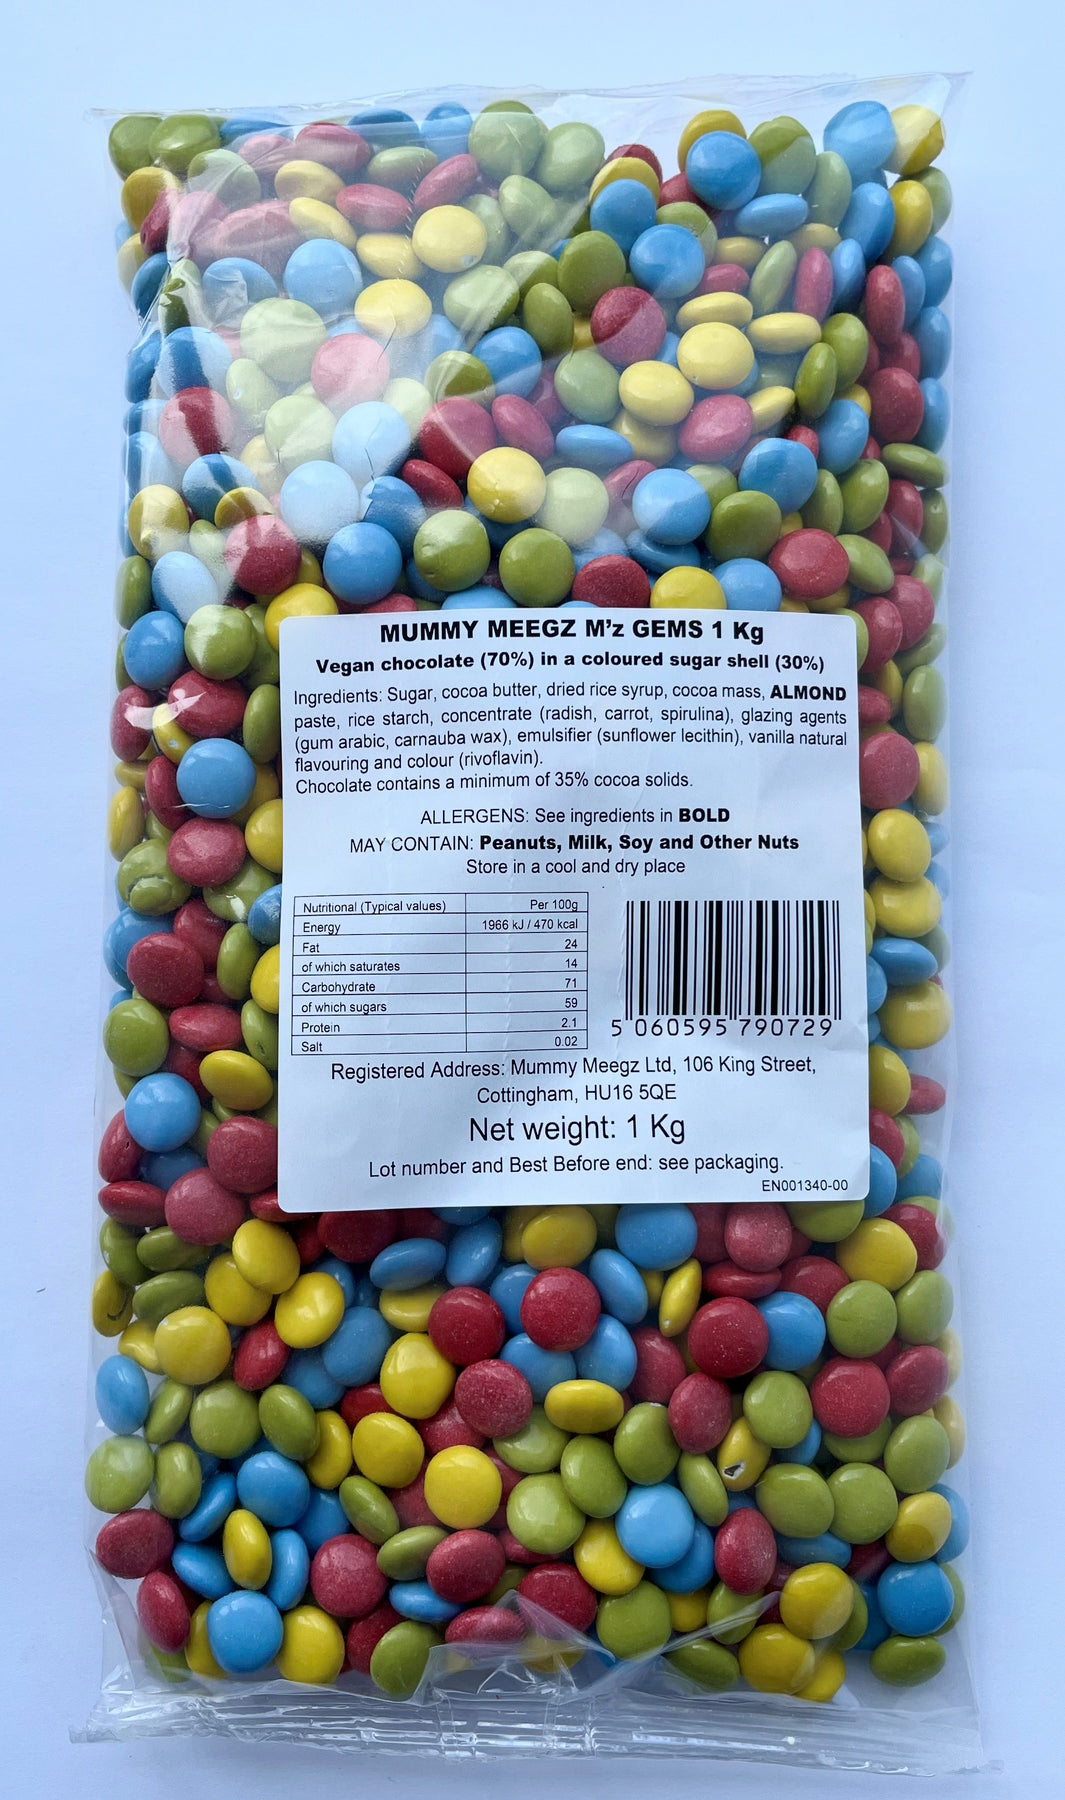 MUMMY MEEGZ M'z GEMS 1 Kg
Vegan chocolate (70%) in a coloured sugar shell (30%)
Ingredients: Sugar, cocoa butter, dried rice syrup, cocoa mass, ALMOND
paste, rice starch, concentrate (radish, carrot, spirulina), glazing agents
(gum arabic, carnauba wax), emulsifier (sunflower lecithin), vanilla natural
flavouring and colour (rivoflavin).
Chocolate contains a minimum of 35% cocoa solids.
ALLERGENS: See ingredients in BOLD
MAY CONTAIN: Peanuts, Milk, Soy and Other Nuts
Store in a cool and dry place
Nutritional (Typical values) Per 100g
Energy 1966 kJ / 470 kcal
Fat 24
of which saturates 14
Carbohydrate 71
of which sugars 59
Protein 2.1
Salt 0.02
5 060595 790729
Registered Address: Mummy Meegz Ltd, 106 King Street,
Cottingham, HU16 5QE
Net weight: 1 Kg
Lot number and Best Before end: see packaging.
EN001340-00